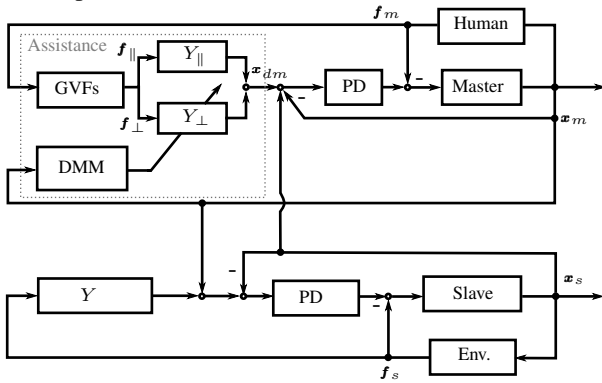 f_m
Human
Assistance
f_∥
Y_∥
x_dm
GVFs
PD
-
Master
-
f_⊥
Y_⊥
x_m
DMM
-
x_s
Y
PD
-
Slave
Env.
f_s